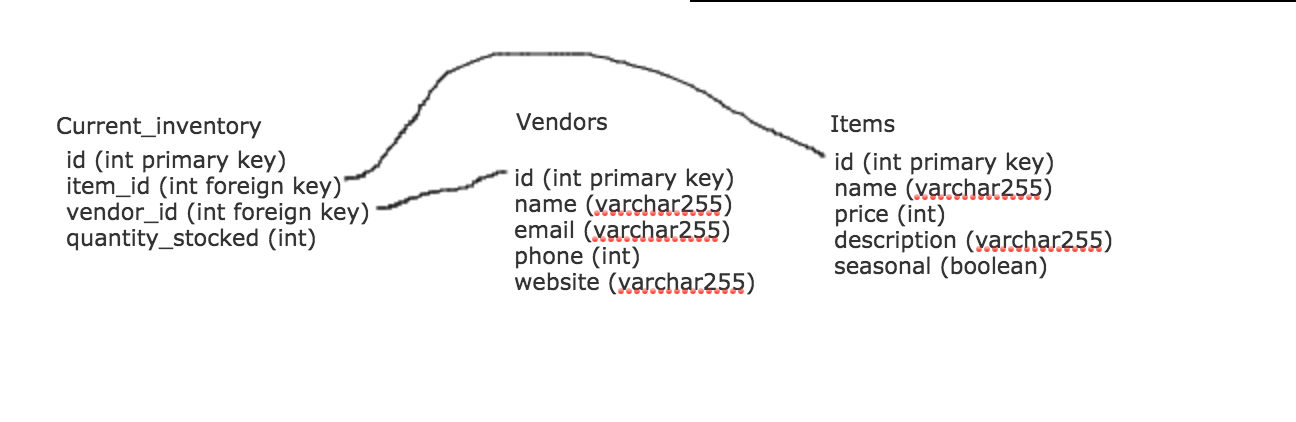 Current_inventory
id (int primary key)
item_id (int foreign key)
vendor_id (int foreign key)
quantity_stocked (int)
Vendors
id (int primary key)
name (varchar255)
email (varchar255)
phone (int)
website (varchar255)
Items
id (int primary key)
name (varchar255)
price (int)
description (varchar255)
seasonal (boolean)